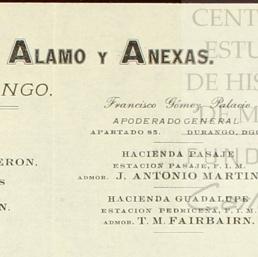 ALAMO Y ANEXAS.
NGO.
Francisco Gómez Palacio
APODERADO GENERAL
APARTADO 85. DURANGO, DGO
HACIENDA PASAJE
ESTACION PASAJE, F. I. M.
ERON.
ADMOR. J. ANTONIO MARTIN
S
HACIENDA GUADALUPE
N.
ESTACION PEDRICEÑA, F. I. M.
ADMOR. T. M. FAIRBAIRN.
CENT
ESTU
DE HIS
DE M